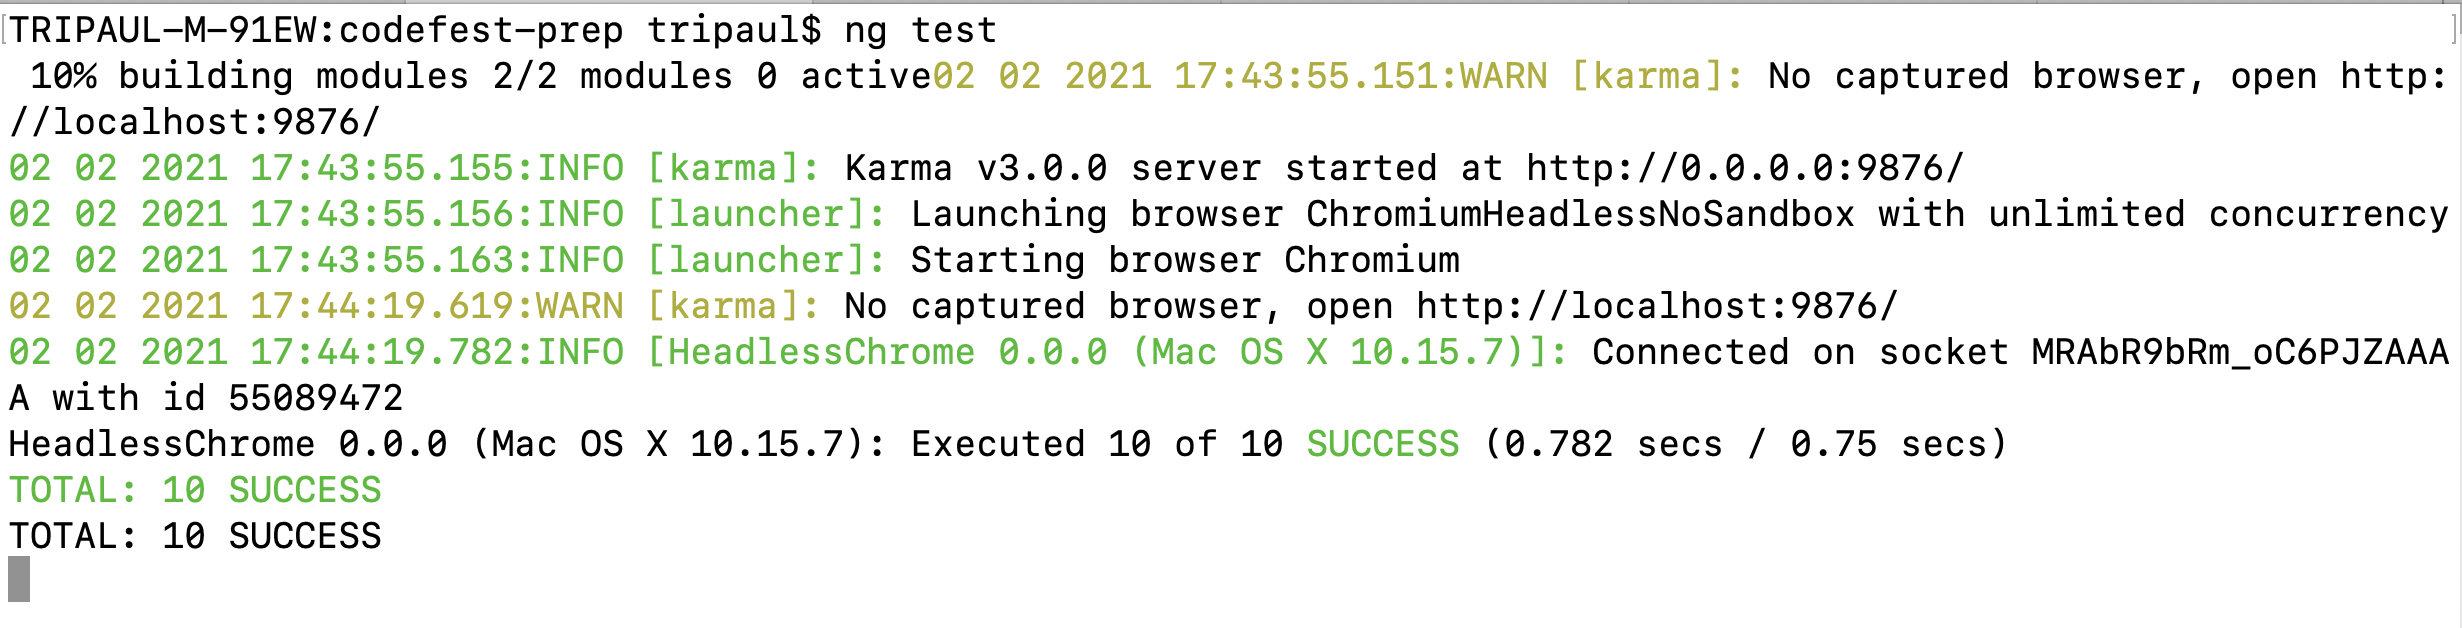 TRIPAUL-M-91EW:codefest-prep tripaul$ ng test
 10% building modules 2/2 modules 0 active02 02 2021 17:43:55.151:WARN [karma]: No captured browser, open http:
//localhost:9876/
02 02 2021 17:43:55.155:INFO [karma]: Karma v3.0.0 server started at http://0.0.0.0:9876/
02 02 2021 17:43:55.156:INFO [launcher]: Launching browser ChromiumHeadlessNoSandbox with unlimited concurrency
02 02 2021 17:43:55.163:INFO [launcher]: Starting browser Chromium
02 02 2021 17:44:19.619:WARN [karma]: No captured browser, open http://localhost:9876/
02 02 2021 17:44:19.782:INFO [HeadlessChrome 0.0.0 (Mac OS X 10.15.7)]: Connected on socket MRAbR9bRm_oC6PJZAAA
A with id 55089472
HeadlessChrome 0.0.0 (Mac OS X 10.15.7): Executed 10 of 10 SUCCESS (0.782 secs / 0.75 secs)
TOTAL: 10 SUCCESS
TOTAL: 10 SUCCESS